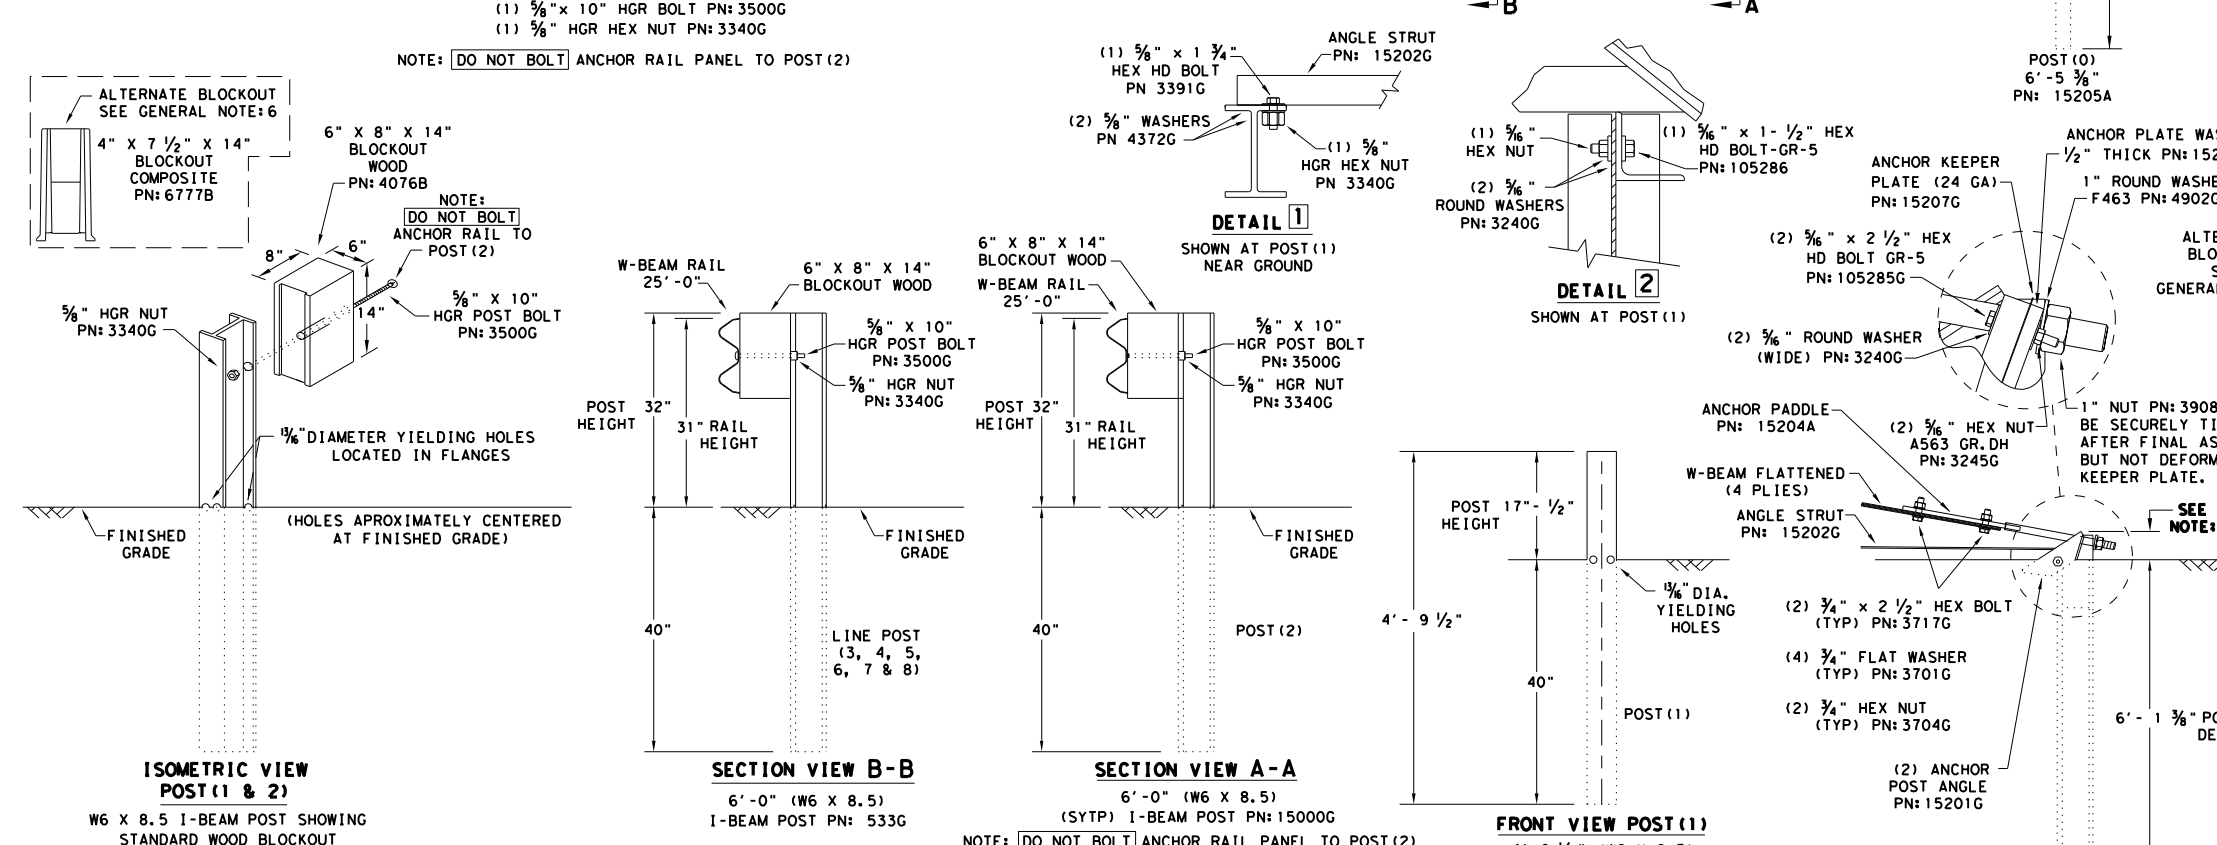 (1) 5/8"x 10" HGR BOLT PN:3500G
(1) 5/8" HGR HEX NUT PN:3340G
NOTE: DO NOT BOLT ANCHOR RAIL PANEL TO POST(2)
ALTERNATE BLOCKOUT
SEE GENERAL NOTE:6
4" X 7 1/2" X 14"
BLOCKOUT
COMPOSITE
PN:6777B
6" X 8" X 14"
BLOCKOUT
WOOD
PN:4076B
NOTE:
DO NOT BOLT
ANCHOR RAIL TO
POST(2)
8"
6"
14"
5/8" X 10"
HGR POST BOLT
PN:3500G
5/8" HGR NUT
PN:3340G
13/16"DIAMETER YIELDING HOLES
LOCATED IN FLANGES
(HOLES APROXIMATELY CENTERED
AT FINISHED GRADE)
FINISHED
GRADE
ISOMETRIC VIEW
POST(1 & 2)
W6 X 8.5 I-BEAM POST SHOWING
STANDARD WOOD BLOCKOUT
W-BEAM RAIL
25'-0"
6" X 8" X 14"
BLOCKOUT WOOD
5/8" X 10"
HGR POST BOLT
PN:3500G
5/8" HGR NUT
PN:3340G
POST 32"
HEIGHT
31" RAIL
HEIGHT
FINISHED
GRADE
40"
LINE POST
(3, 4, 5,
6, 7 & 8)
SECTION VIEW B-B
6'-0" (W6 X 8.5)
I-BEAM POST PN: 533G
6" X 8" X 14"
BLOCKOUT WOOD
W-BEAM RAIL
25'-0"
5/8" X 10"
HGR POST BOLT
PN:3500G
5/8" HGR NUT
PN:3340G
POST 32"
HEIGHT
31" RAIL
HEIGHT
FINISHED
GRADE
40"
POST(2)
SECTION VIEW A-A
6'-0" (W6 X 8.5)
(SYTP) I-BEAM POST PN:15000G
NOTE: DO NOT BOLT ANCHOR RAIL PANEL TO POST(2)
(1) 5/8" x 1 3/4"
HEX HD BOLT
PN 3391G
ANGLE STRUT
PN: 15202G
(2) 5/8" WASHERS
PN 4372G
(1) 5/8"
HGR HEX NUT
PN 3340G
DETAIL 1
SHOWN AT POST(1)
NEAR GROUND
B
A
(1) 5/16"
HEX NUT
(1) 5/16" x 1-1/2" HEX
HD BOLT-GR-5
PN:105286
(2) 5/16"
ROUND WASHERS
PN:3240G
DETAIL 2
SHOWN AT POST(1)
POST 17"-1/2"
HEIGHT
4'- 9 1/2"
13/16" DIA.
YIELDING
HOLES
40"
POST(1)
FRONT VIEW POST(1)
POST(0)
6'-5 3/8"
PN: 15205A
ANCHOR PLATE WA
1/2" THICK PN:152
ANCHOR KEEPER
PLATE (24 GA)
PN:15207G
1" ROUND WASHE
F463 PN:4902G
(2) 5/16" x 2 1/2" HEX
HD BOLT GR-5
PN:105285G
ALTE
BLO
S
GENERAL
(2) 5/16" ROUND WASHER
(WIDE) PN:3240G
ANCHOR PADDLE
PN: 15204A
(2) 5/16" HEX NUT
A563 GR.DH
PN:3245G
1" NUT PN:3908
BE SECURELY TI
AFTER FINAL AS
BUT NOT DEFORM
KEEPER PLATE.
W-BEAM FLATTENED
(4 PLIES)
ANGLE STRUT
PN: 15202G
SEE
NOTE:
(2) 3/4" x 2 1/2" HEX BOLT
(TYP) PN:3717G
(4) 3/4" FLAT WASHER
(TYP) PN:3701G
(2) 3/4" HEX NUT
(TYP) PN:3704G
6'- 1 3/8" PO
DE
(2) ANCHOR
POST ANGLE
PN:15201G